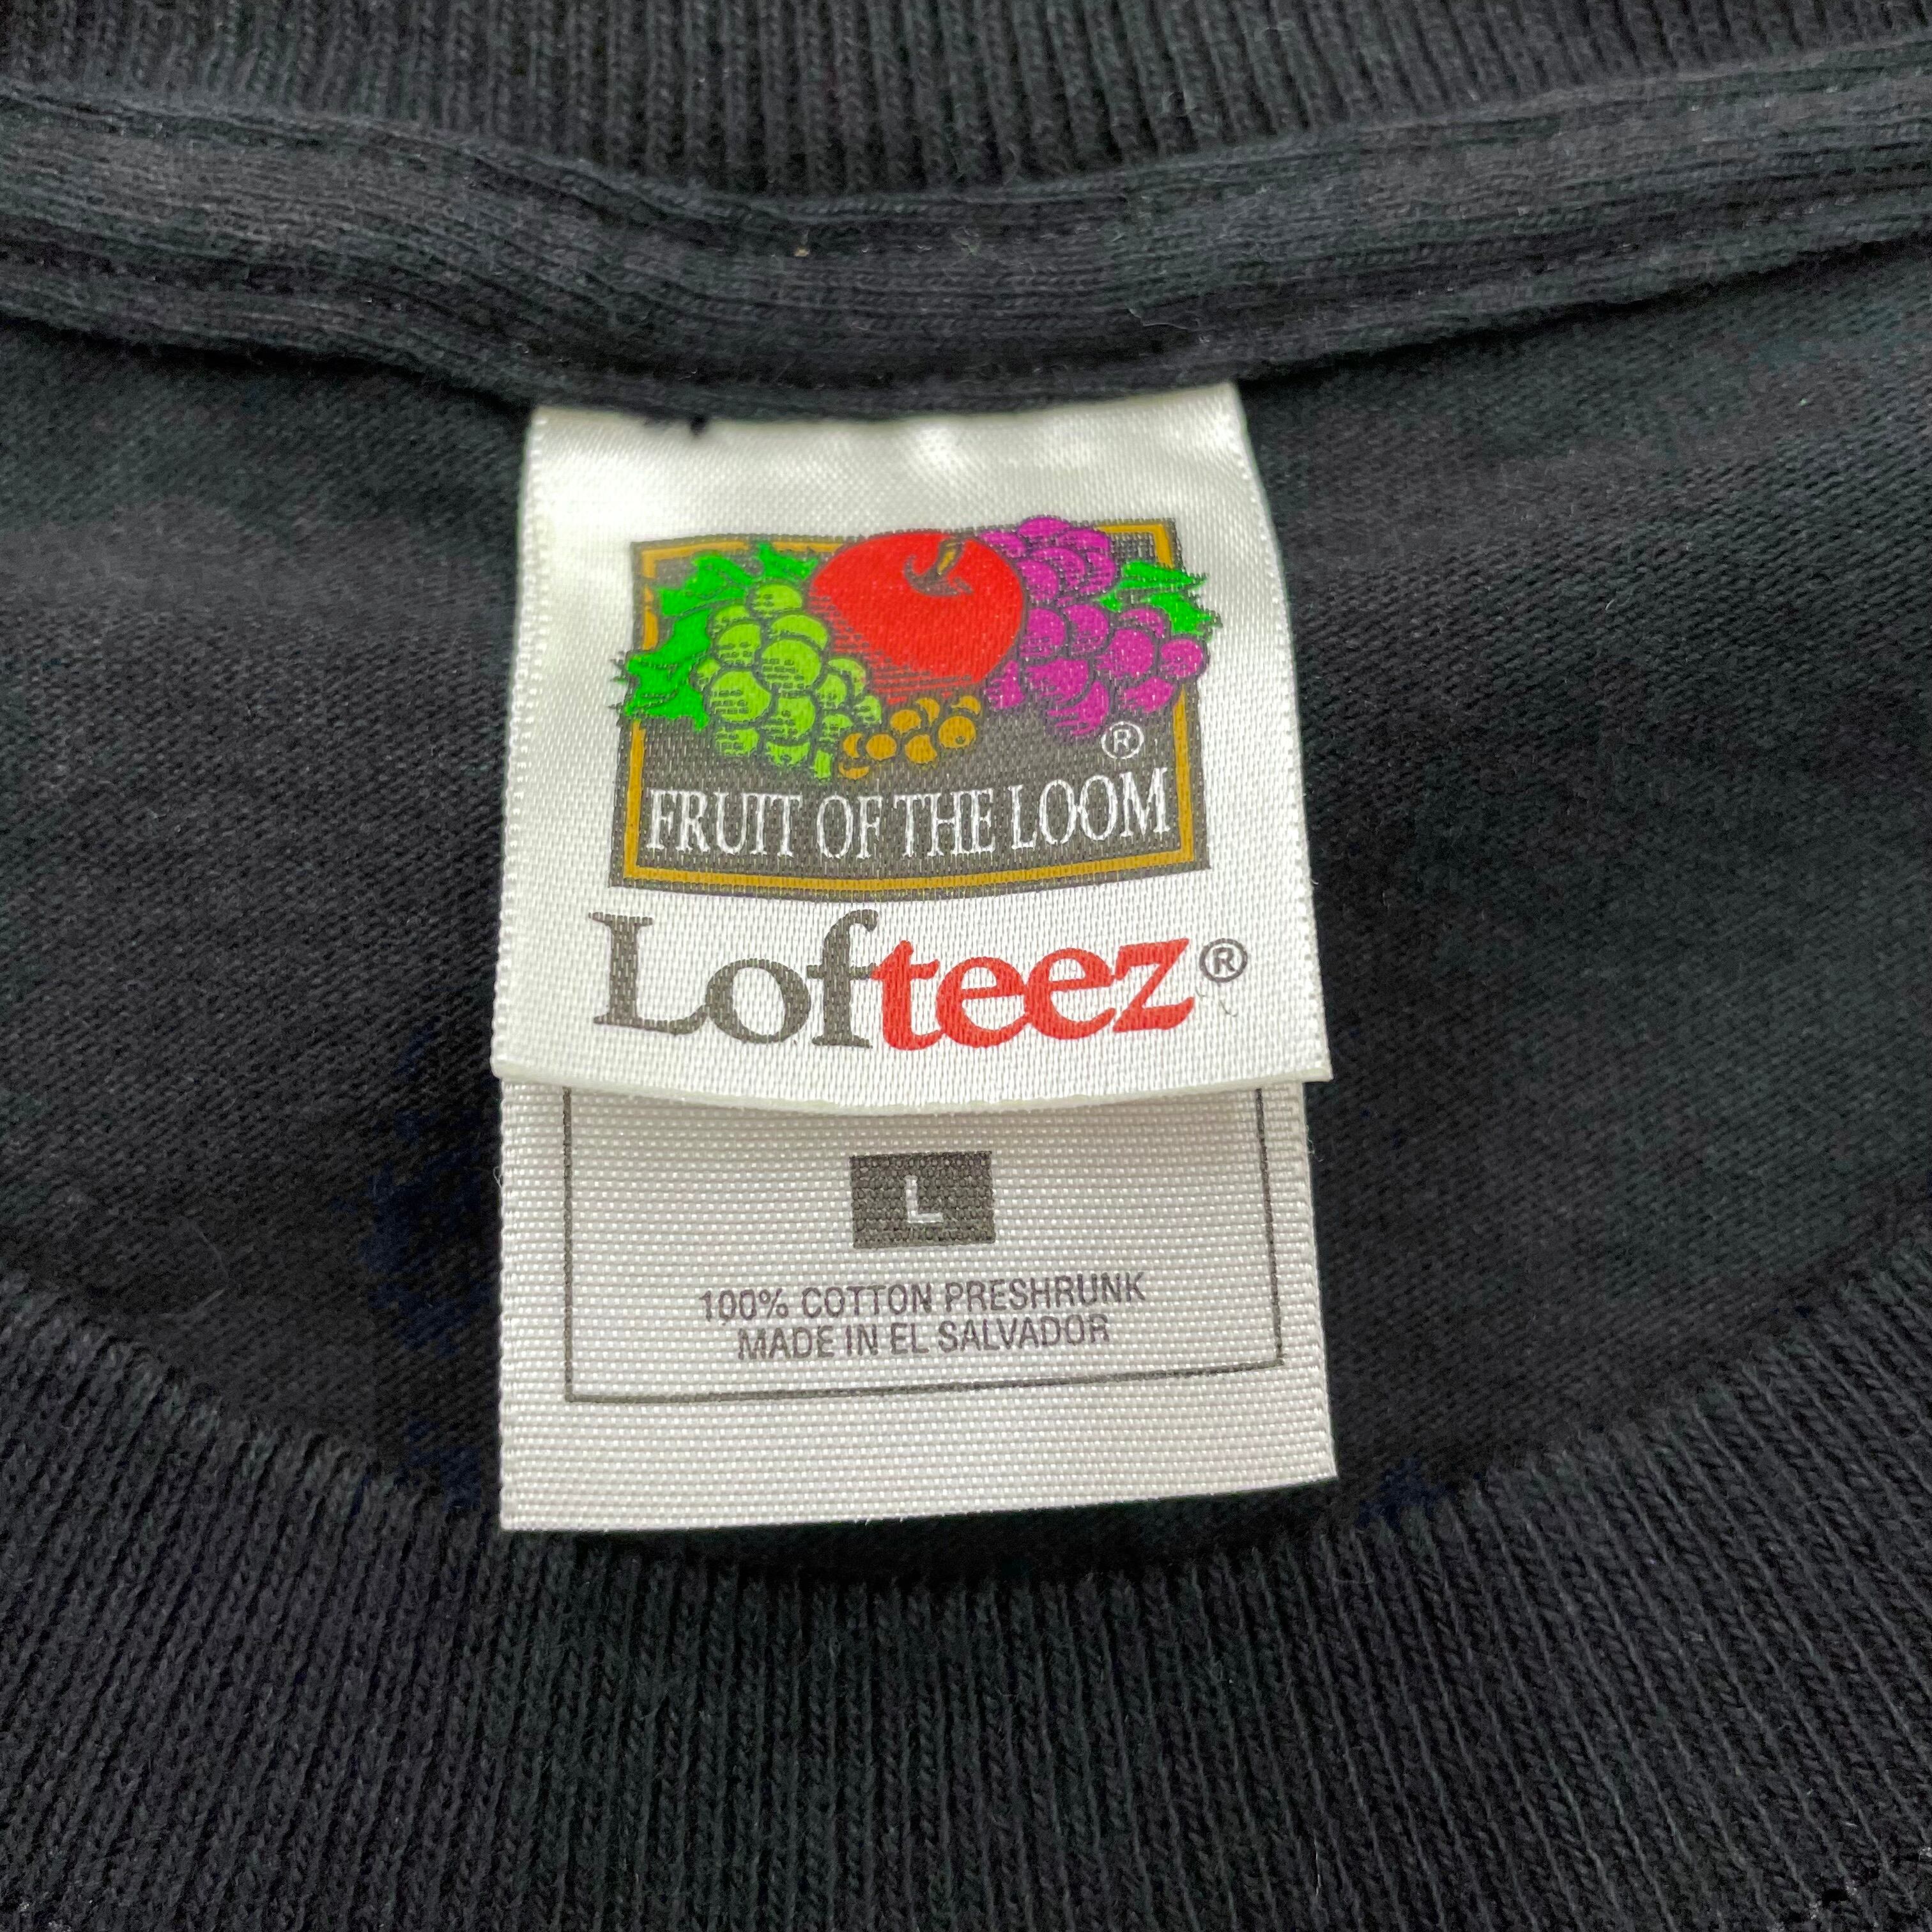 ®
FRUIT OF THE LOOM
Lofteez®
L
100% COTTON PRESHRUNK
MADE IN EL SALVADOR